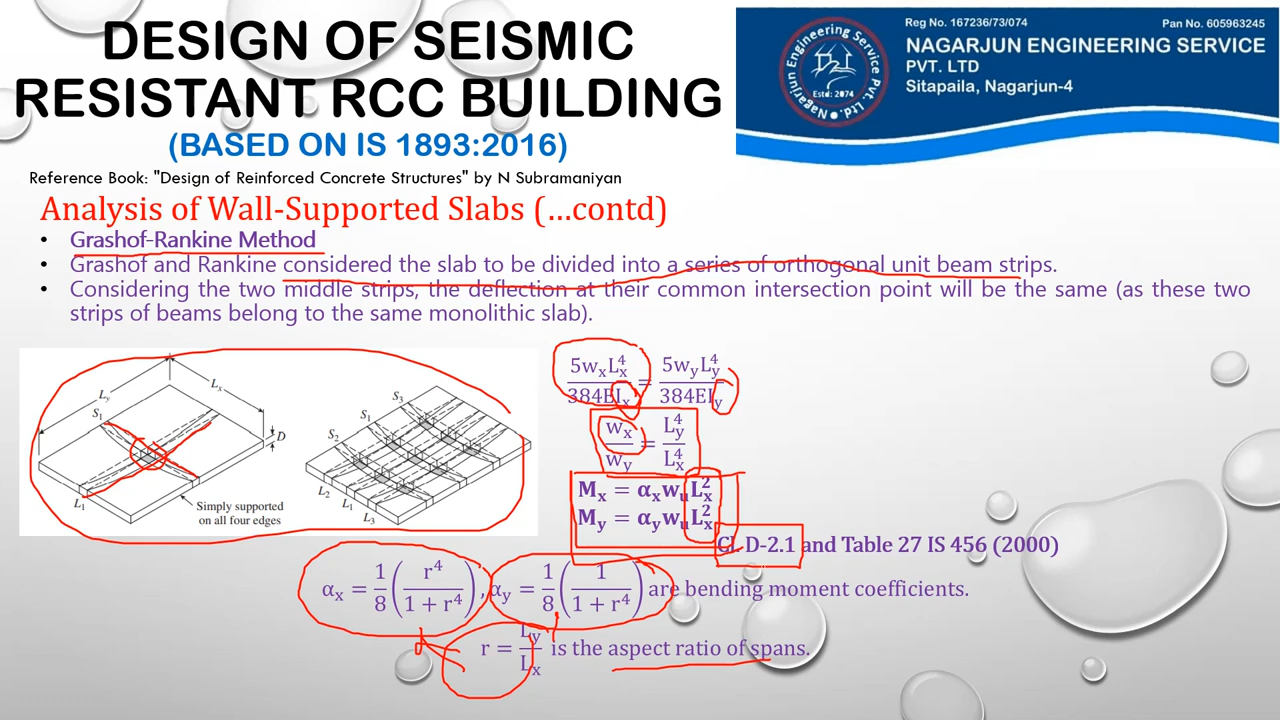 DESIGN OF SEISMIC
RESISTANT RCC BUILDING
(BASED ON IS 1893:2016)
Reference Book: "Design of Reinforced Concrete Structures" by N Subramaniyan
Reg No. 167236/73/074
Pan No. 605963245
NAGARJUN ENGINEERING SERVICE
PVT. LTD
Sitapaila, Nagarjun-4
Nagarjun Engineering Service Pvt. Ltd.
Estd: 2074
Analysis of Wall-Supported Slabs (…contd)
• Grashof-Rankine Method
• Grashof and Rankine considered the slab to be divided into a series of orthogonal unit beam strips.
• Considering the two middle strips, the deflection at their common intersection point will be the same (as these two
strips of beams belong to the same monolithic slab).
L_y
L_x
S_1
D
L_1
Simply supported
on all four edges
S_3
S_1
S_2
L_2
L_1
L_3
5w_xL_x^4/384EI_x = 5w_yL_y^4/384EI_y
w_x/w_y = L_y^4/L_x^4
M_x = α_xw_uL_x^2
M_y = α_yw_uL_x^2
CL D-2.1 and Table 27 IS 456 (2000)
α_x = 1/8 (r^4/1 + r^4), α_y = 1/8 (1/1 + r^4) are bending moment coefficients.
r = L_y/L_x is the aspect ratio of spans.